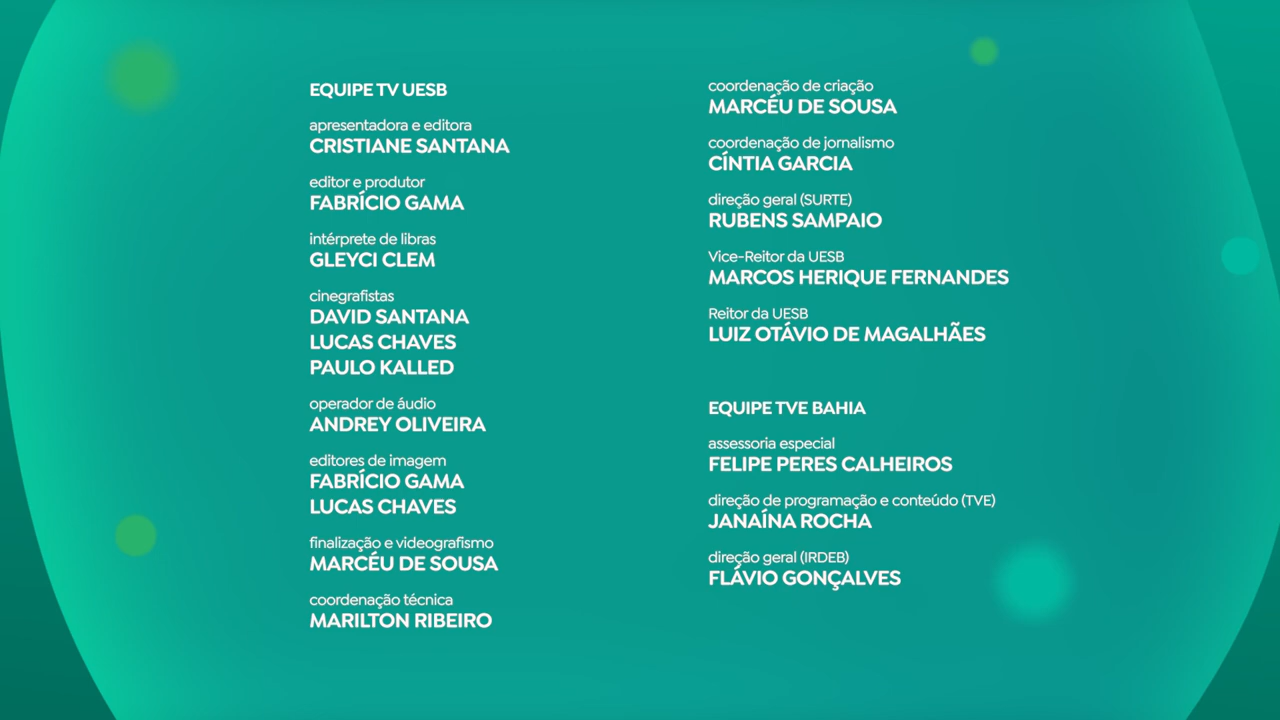 EQUIPE TV UESB
apresentadora e editora
CRISTIANE SANTANA
editor e produtor
FABRÍCIO GAMA
intérprete de libras
GLEYCI CLEM
cinegrafistas
DAVID SANTANA
LUCAS CHAVES
PAULO KALLED
operador de áudio
ANDREY OLIVEIRA
editores de imagem
FABRÍCIO GAMA
LUCAS CHAVES
finalização e videografismo
MARCÉU DE SOUSA
coordenação técnica
MARILTON RIBEIRO
coordenação de criação
MARCÉU DE SOUSA
coordenação de jornalismo
CÍNTIA GARCIA
direção geral (SURTE)
RUBENS SAMPAIO
Vice-Reitor da UESB
MARCOS HERIQUE FERNANDES
Reitor da UESB
LUIZ OTÁVIO DE MAGALHÃES
EQUIPE TVE BAHIA
assessoria especial
FELIPE PERES CALHEIROS
direção de programação e conteúdo (TVE)
JANAÍNA ROCHA
direção geral (IRDEB)
FLÁVIO GONÇALVES